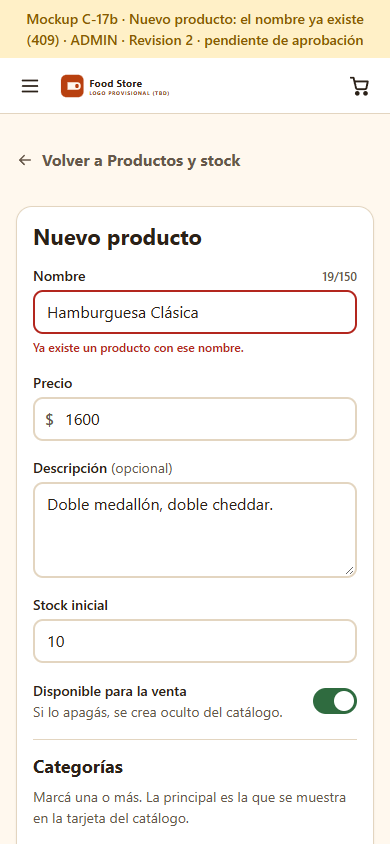 Mockup C-17b · Nuevo producto: el nombre ya existe
(409) · ADMIN · Revision 2 · pendiente de aprobación
Food Store
LOGO PROVISIONAL (TBD)
← Volver a Productos y stock
Nuevo producto
Nombre 19/150
Hamburguesa Clásica
Ya existe un producto con ese nombre.
Precio
$ 1600
Descripción (opcional)
Doble medallón, doble cheddar.
Stock inicial
10
Disponible para la venta
Si lo apagás, se crea oculto del catálogo.
Categorías
Marcá una o más. La principal es la que se muestra
en la tarjeta del catálogo.